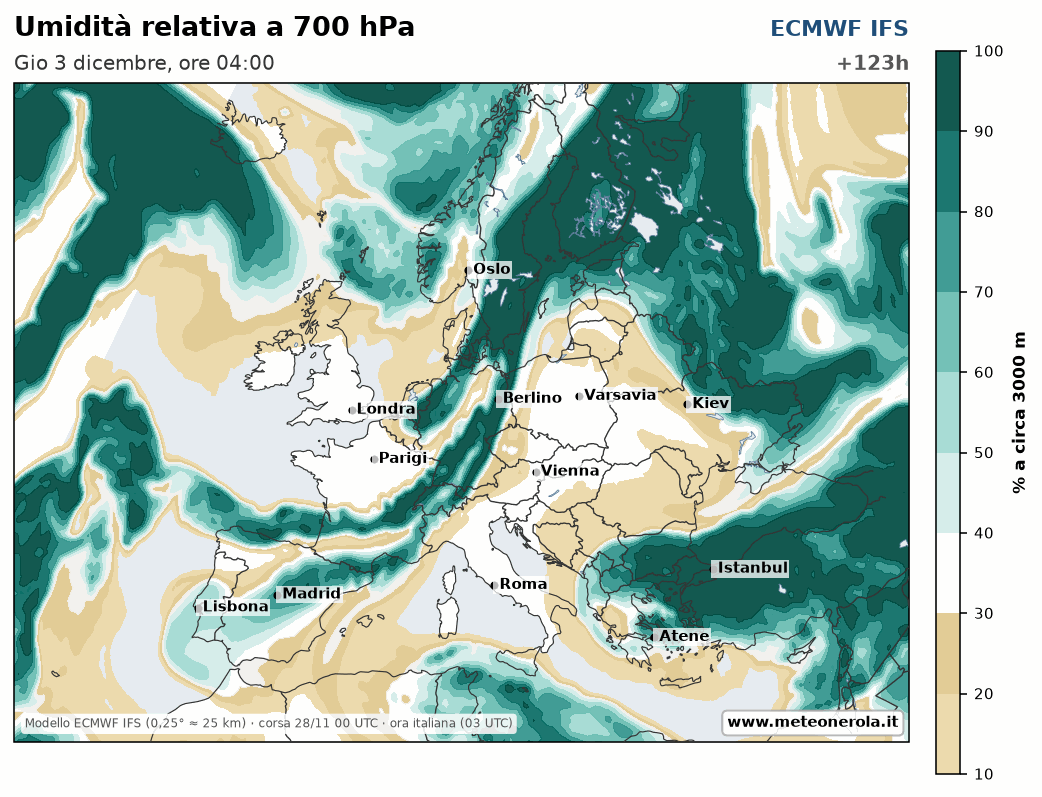 Umidità relativa a 700 hPa
ECMWF IFS
Gio 3 dicembre, ore 04:00
+123h
100
90
80
70
60
50
40
30
20
10
% a circa 3000 m
Oslo
Londra
Berlino
Varsavia
Kiev
Parigi
Vienna
Istanbul
Roma
Madrid
Lisbona
Atene
Modello ECMWF IFS (0,25° ≈ 25 km) · corsa 28/11 00 UTC · ora italiana (03 UTC)
www.meteonerola.it